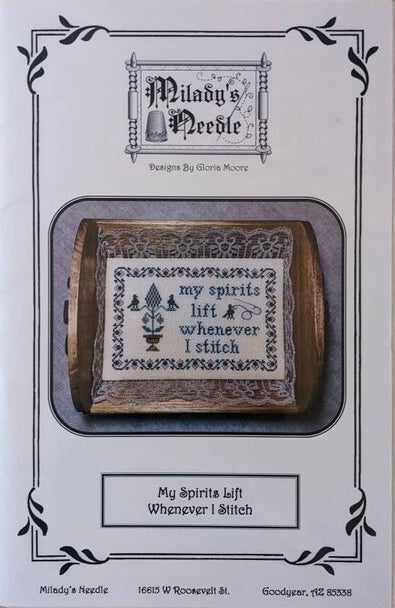 Milady's
Needle
Designs By Gloria Moore
my spirits
lift
whenever
I stitch
My Spirits Lift
Whenever I Stitch
Milady's Needle 16615 W Roosevelt St. Goodyear, AZ 85338